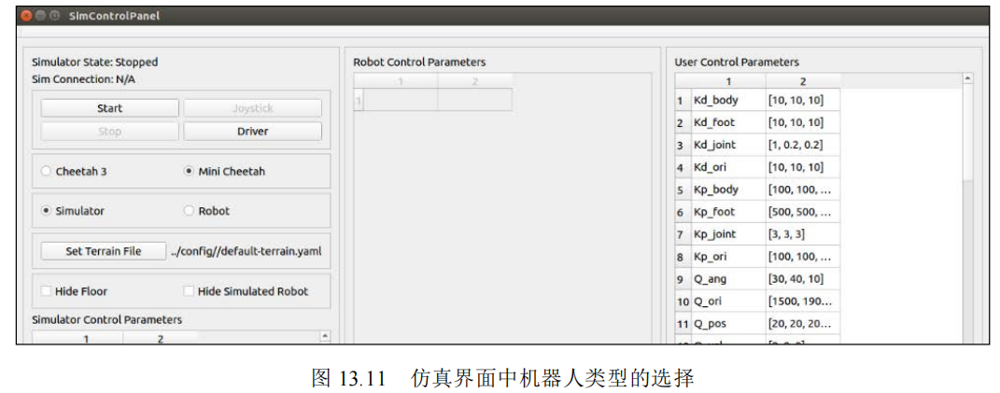 SimControlPanel
Simulator State: Stopped
Sim Connection: N/A
Start
Joystick
Stop
Driver
Cheetah 3
Mini Cheetah
Simulator
Robot
Set Terrain File
../config//default-terrain.yaml
Hide Floor
Hide Simulated Robot
Simulator Control Parameters
1 2
Robot Control Parameters
1 2
1
User Control Parameters
1 2
1 Kd_body [10, 10, 10]
2 Kd_foot [10, 10, 10]
3 Kd_joint [1, 0.2, 0.2]
4 Kd_ori [10, 10, 10]
5 Kp_body [100, 100, ...
6 Kp_foot [500, 500, ...
7 Kp_joint [3, 3, 3]
8 Kp_ori [100, 100, ...
9 Q_ang [30, 40, 10]
10 Q_ori [1500, 190...
11 Q_pos [20, 20, 20...
图 13.11 仿真界面中机器人类型的选择